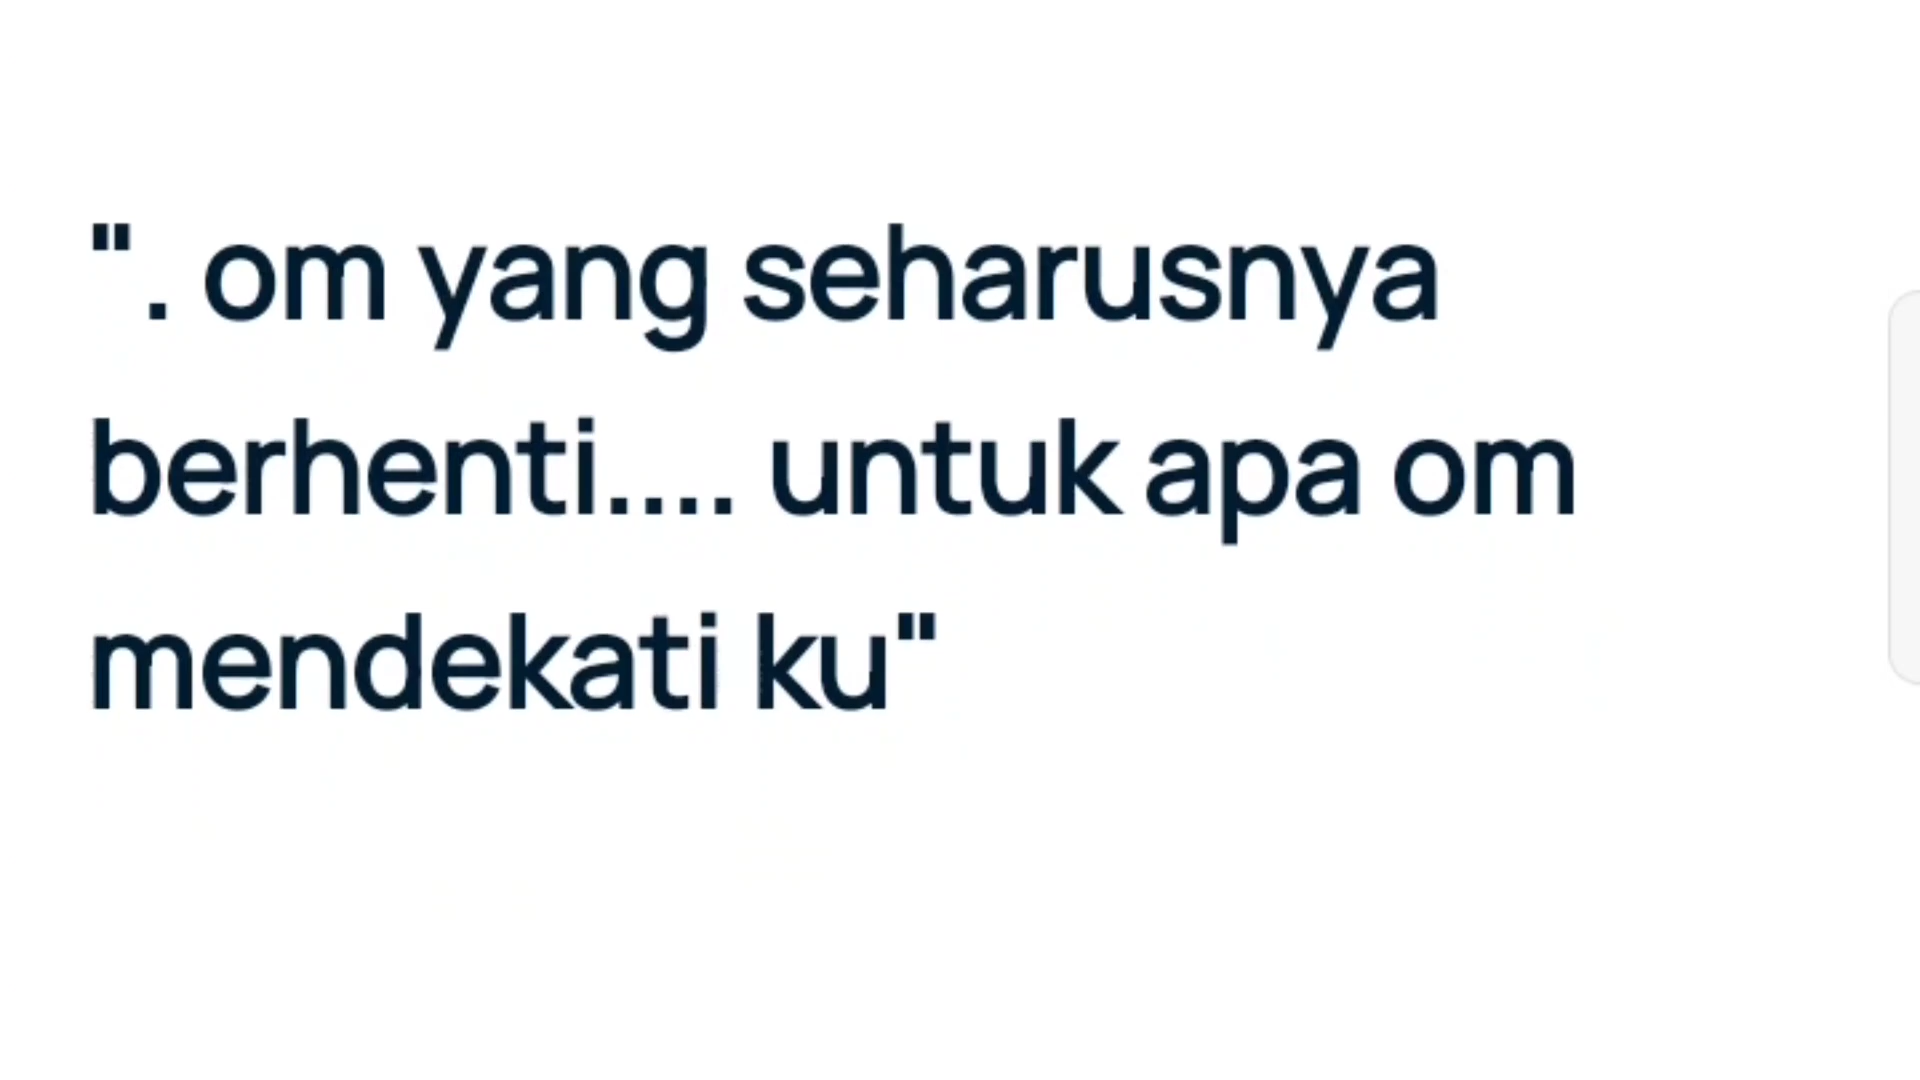 ". om yang seharusnya
berhenti.... untuk apa om
mendekati ku"